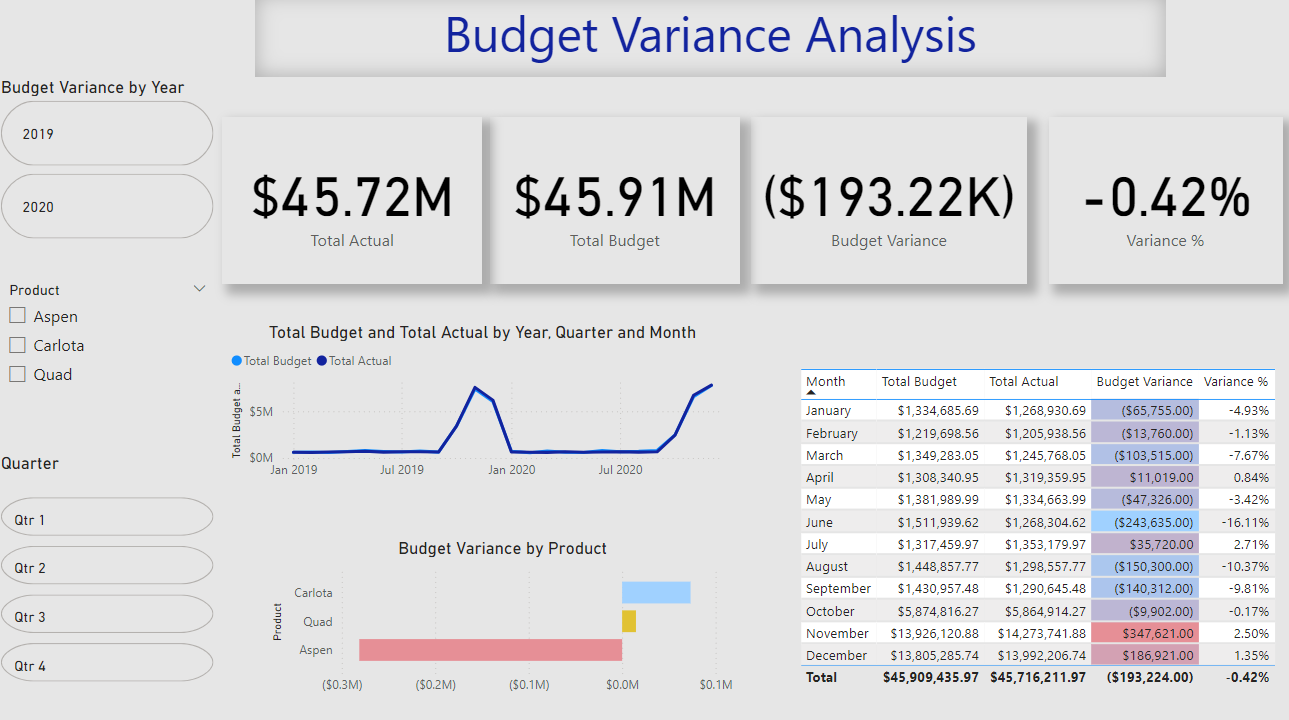 Budget Variance Analysis
Budget Variance by Year
2019
2020
Product
Aspen
Carlota
Quad
Quarter
Qtr 1
Qtr 2
Qtr 3
Qtr 4
$45.72M
Total Actual
$45.91M
Total Budget
($193.22K)
Budget Variance
-0.42%
Variance %
Total Budget and Total Actual by Year, Quarter and Month
Total Budget Total Actual
Total Budget a...
$5M
$0M
Jan 2019 Jul 2019 Jan 2020 Jul 2020
Budget Variance by Product
Product
Carlota
Quad
Aspen
($0.3M) ($0.2M) ($0.1M) $0.0M $0.1M
Month Total Budget Total Actual Budget Variance Variance %
January $1,334,685.69 $1,268,930.69 ($65,755.00) -4.93%
February $1,219,698.56 $1,205,938.56 ($13,760.00) -1.13%
March $1,349,283.05 $1,245,768.05 ($103,515.00) -7.67%
April $1,308,340.95 $1,319,359.95 $11,019.00 0.84%
May $1,381,989.99 $1,334,663.99 ($47,326.00) -3.42%
June $1,511,939.62 $1,268,304.62 ($243,635.00) -16.11%
July $1,317,459.97 $1,353,179.97 $35,720.00 2.71%
August $1,448,857.77 $1,298,557.77 ($150,300.00) -10.37%
September $1,430,957.48 $1,290,645.48 ($140,312.00) -9.81%
October $5,874,816.27 $5,864,914.27 ($9,902.00) -0.17%
November $13,926,120.88 $14,273,741.88 $347,621.00 2.50%
December $13,805,285.74 $13,992,206.74 $186,921.00 1.35%
Total $45,909,435.97 $45,716,211.97 ($193,224.00) -0.42%